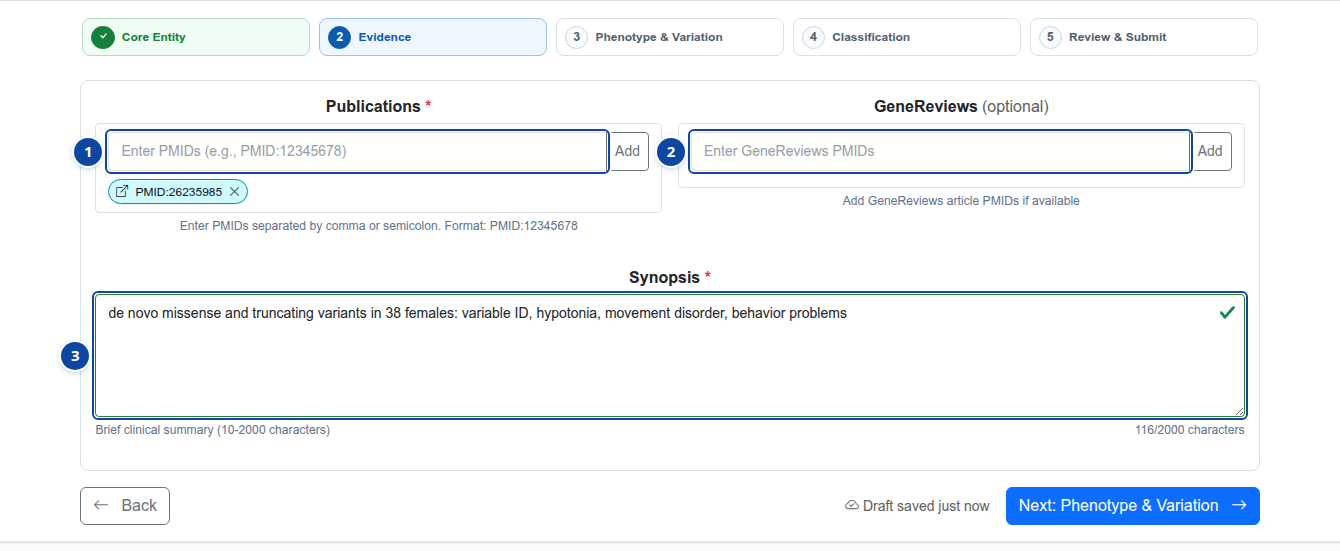 Core Entity
2 Evidence
3 Phenotype & Variation
4 Classification
5 Review & Submit
Publications *
GeneReviews (optional)
1 Enter PMIDs (e.g., PMID:12345678) Add
2 Enter GeneReviews PMIDs Add
PMID:26235985
Add GeneReviews article PMIDs if available
Enter PMIDs separated by comma or semicolon. Format: PMID:12345678
Synopsis *
de novo missense and truncating variants in 38 females: variable ID, hypotonia, movement disorder, behavior problems
3
Brief clinical summary (10-2000 characters)
116/2000 characters
Back
Draft saved just now
Next: Phenotype & Variation